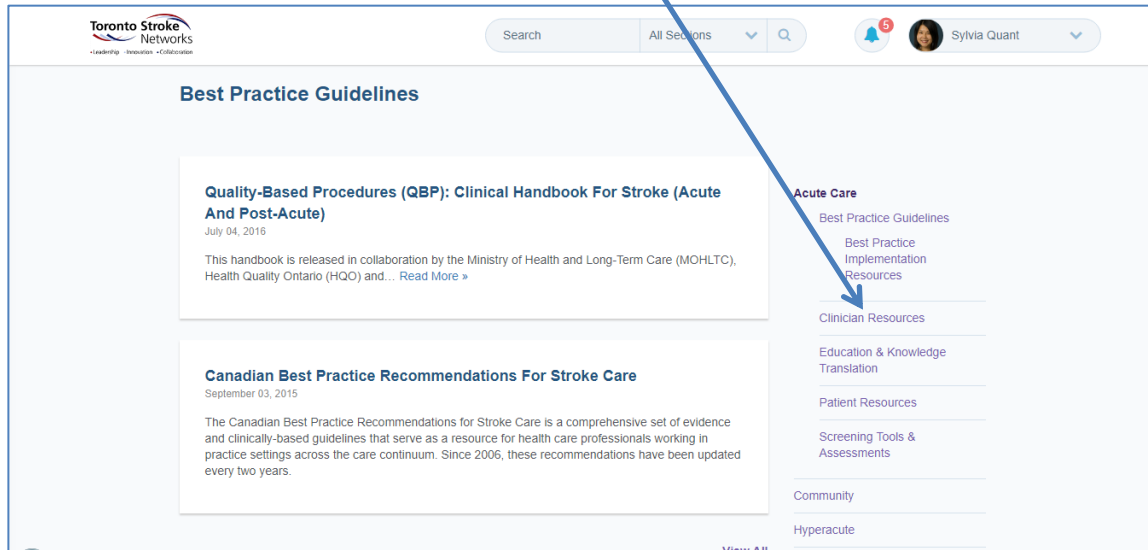 Toronto Stroke
Networks
•Leadership •Innovation •Collaboration
Search
All Sections
5
Sylvia Quant
Best Practice Guidelines
Quality-Based Procedures (QBP): Clinical Handbook For Stroke (Acute
And Post-Acute)
July 04, 2016
This handbook is released in collaboration by the Ministry of Health and Long-Term Care (MOHLTC),
Health Quality Ontario (HQO) and… Read More »
Canadian Best Practice Recommendations For Stroke Care
September 03, 2015
The Canadian Best Practice Recommendations for Stroke Care is a comprehensive set of evidence
and clinically-based guidelines that serve as a resource for health care professionals working in
practice settings across the care continuum. Since 2006, these recommendations have been updated
every two years.
View All
Acute Care
Best Practice Guidelines
Best Practice
Implementation
Resources
Clinician Resources
Education & Knowledge
Translation
Patient Resources
Screening Tools &
Assessments
Community
Hyperacute